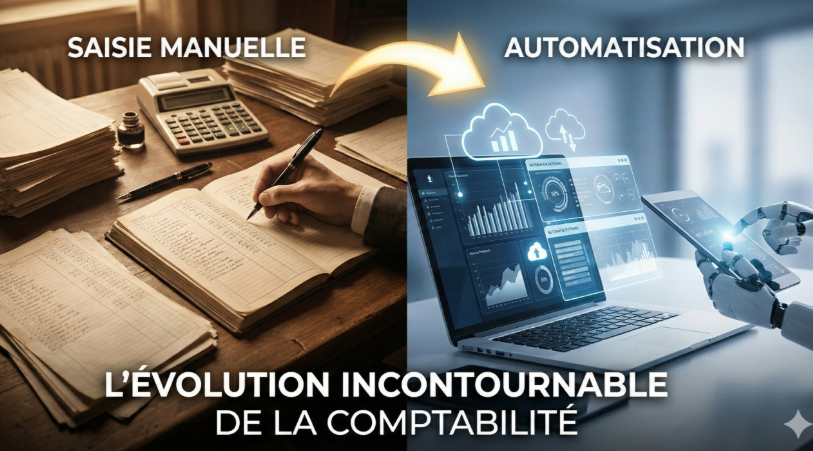 SAISIE MANUELLE
AUTOMATISATION
L'ÉVOLUTION INCONTOURNABLE
DE LA COMPTABILITÉ